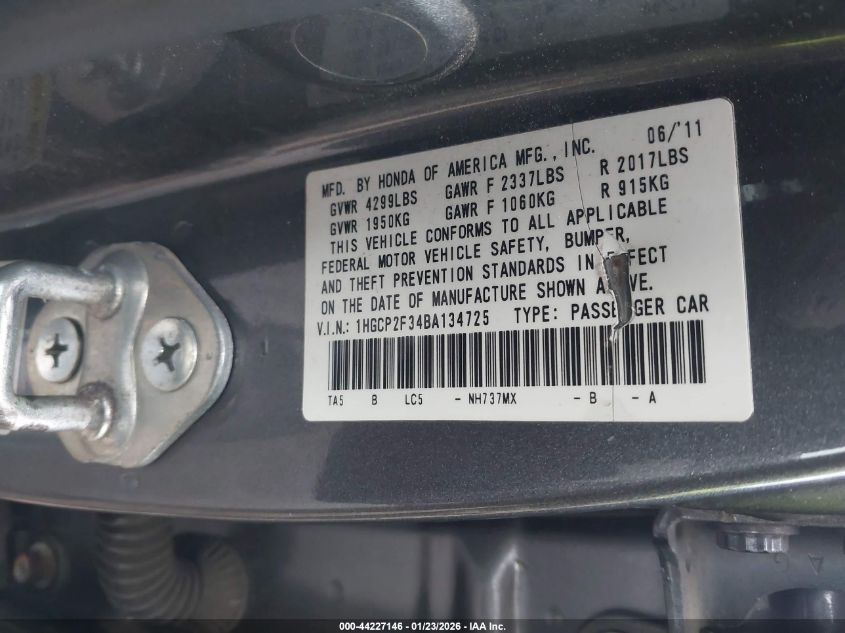 06/'11
MFD. BY HONDA OF AMERICA MFG., INC.
GVWR 4299LBS GAWR F 2337LBS R 2017LBS
GVWR 1950KG GAWR F 1060KG R 915KG
THIS VEHICLE CONFORMS TO ALL APPLICABLE
FEDERAL MOTOR VEHICLE SAFETY, BUMPER,
AND THEFT PREVENTION STANDARDS IN
ON THE DATE OF MANUFACTURE SHOWN
V.I.N.: 1HGCP2F34BA134725 TYPE: PASSENGER CAR
TA5 B LC5 - NH737MX - B - A
000-44227146 - 01/23/2026 - IAA Inc.